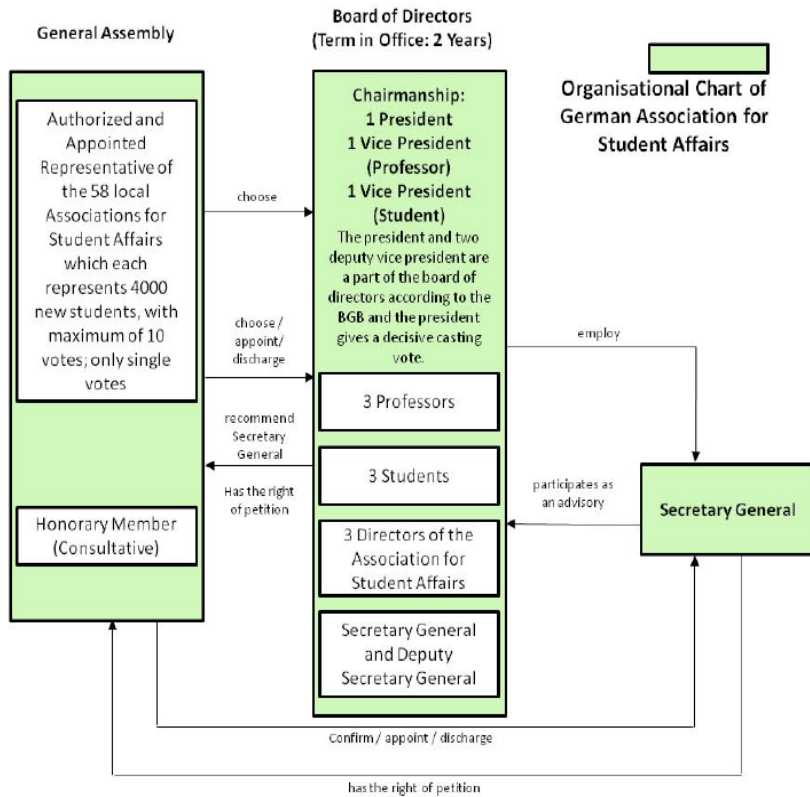 General Assembly
Board of Directors
(Term in Office: 2 Years)
Organisational Chart of
German Association for
Student Affairs
Authorized and
Appointed
Representative of
the 58 local
Associations for
Student Affairs
which each
represents 4000
new students, with
maximum of 10
votes; only single
votes
Honorary Member
(Consultative)
choose
choose /
appoint/
discharge
recommend
Secretary
General
Has the right
of petition
Chairmanship:
1 President
1 Vice President
(Professor)
1 Vice President
(Student)
The president and two
deputy vice president are
a part of the board of
directors according to the
BGB and the president
gives a decisive casting
vote.
3 Professors
3 Students
3 Directors of the
Association for
Student Affairs
Secretary General
and Deputy
Secretary General
employ
participates as
an advisory
Secretary General
Confirm / appoint / discharge
has the right of petition